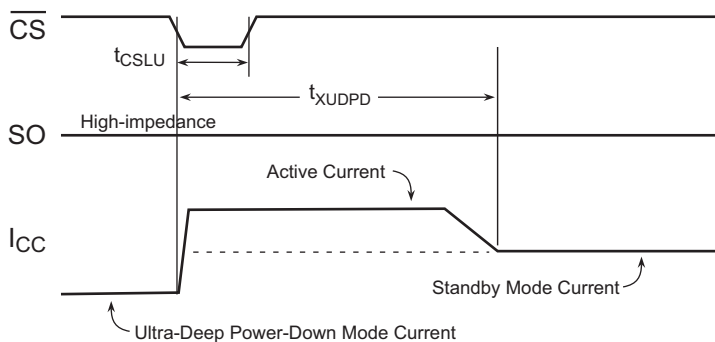 CS
tCSLU
tXUDPD
High-impedance
SO
Active Current
ICC
Standby Mode Current
Ultra-Deep Power-Down Mode Current